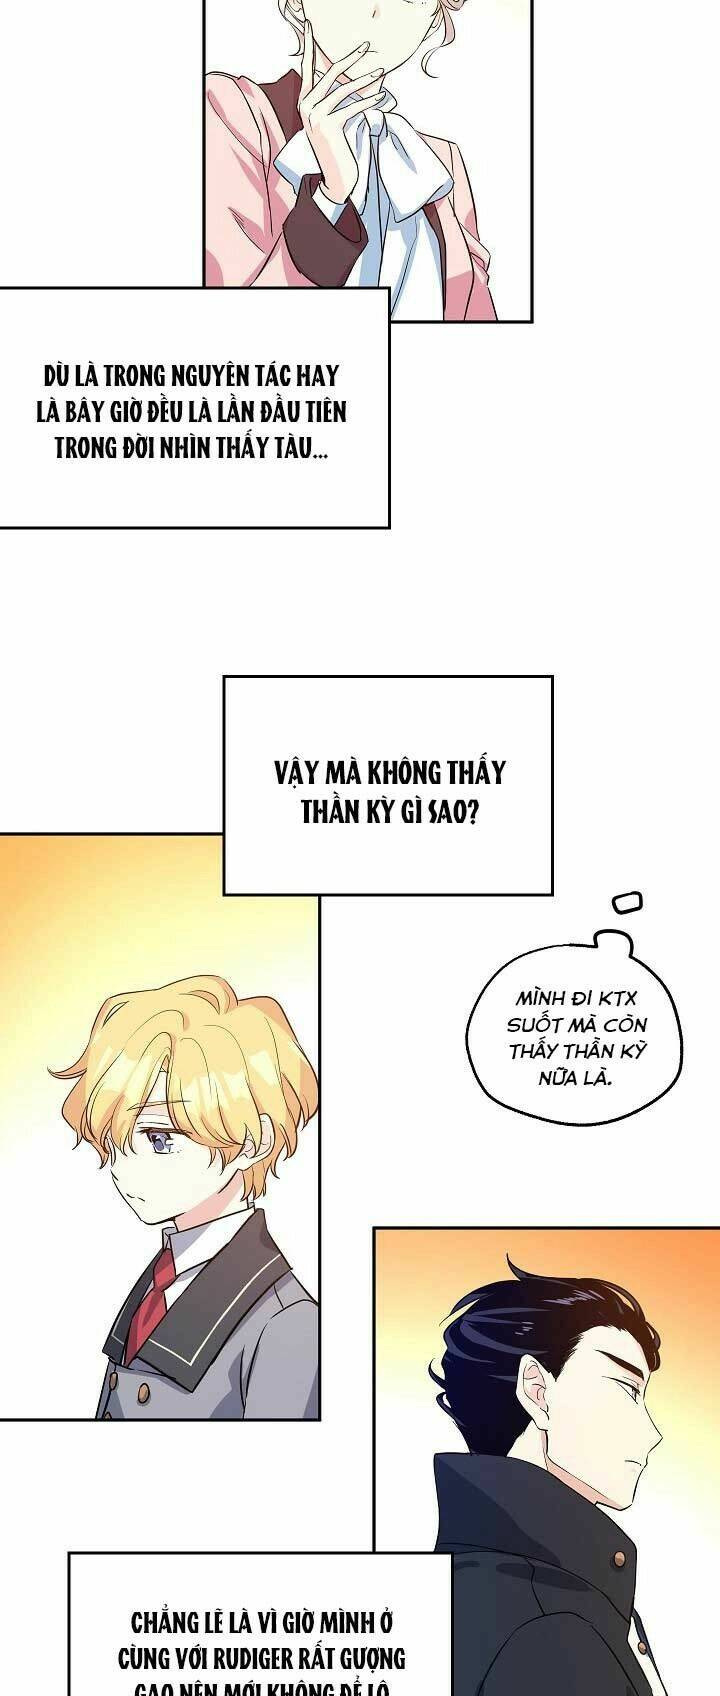 DÙ LÀ TRONG NGUYÊN TÁC HAY
LÀ BÂY GIỜ ĐỀU LÀ LẦN ĐẦU TIÊN
TRONG ĐỜI NHÌN THẤY TÀU...
VẬY MÀ KHÔNG THẤY
THẦN KỲ GÌ SAO?
MÌNH ĐI KTX
SUỐT MÀ CÒN
THẤY THẦN KỲ
NỮA LÀ.
CHẲNG LẼ LÀ VÌ GIỜ MÌNH Ở
CÙNG VỚI RUDIGER RẤT GƯỢNG
GẠO NÊN MỚI KHÔNG ĐỂ LỘ